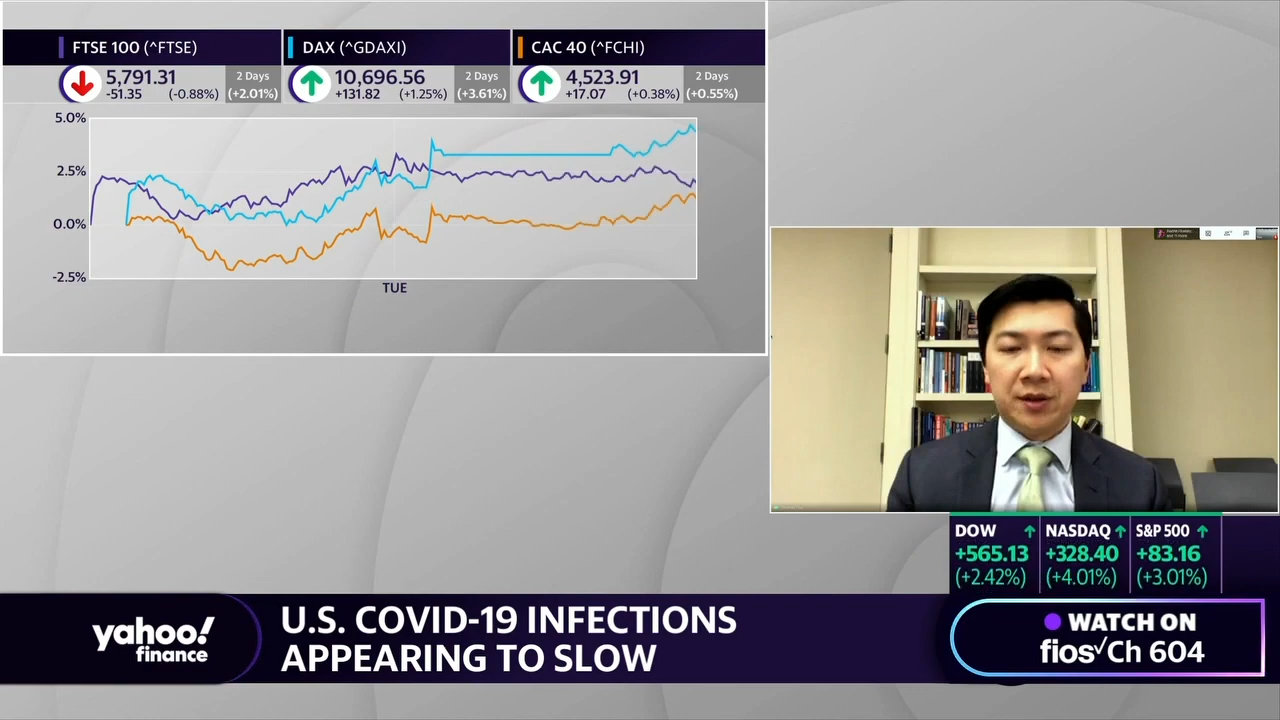 FTSE 100 (^FTSE)
5,791.31
-51.35 (-0.88%)
2 Days
(+2.01%)
DAX (^GDAXI)
10,696.56
+131.82 (+1.25%)
2 Days
(+3.61%)
CAC 40 (^FCHI)
4,523.91
+17.07 (+0.38%)
2 Days
(+0.55%)
5.0%
2.5%
0.0%
-2.5%
TUE
DOW
+565.13
(+2.42%)
NASDAQ
+328.40
(+4.01%)
S&P 500
+83.16
(+3.01%)
yahoo!
finance
U.S. COVID-19 INFECTIONS
APPEARING TO SLOW
WATCH ON
fios Ch 604